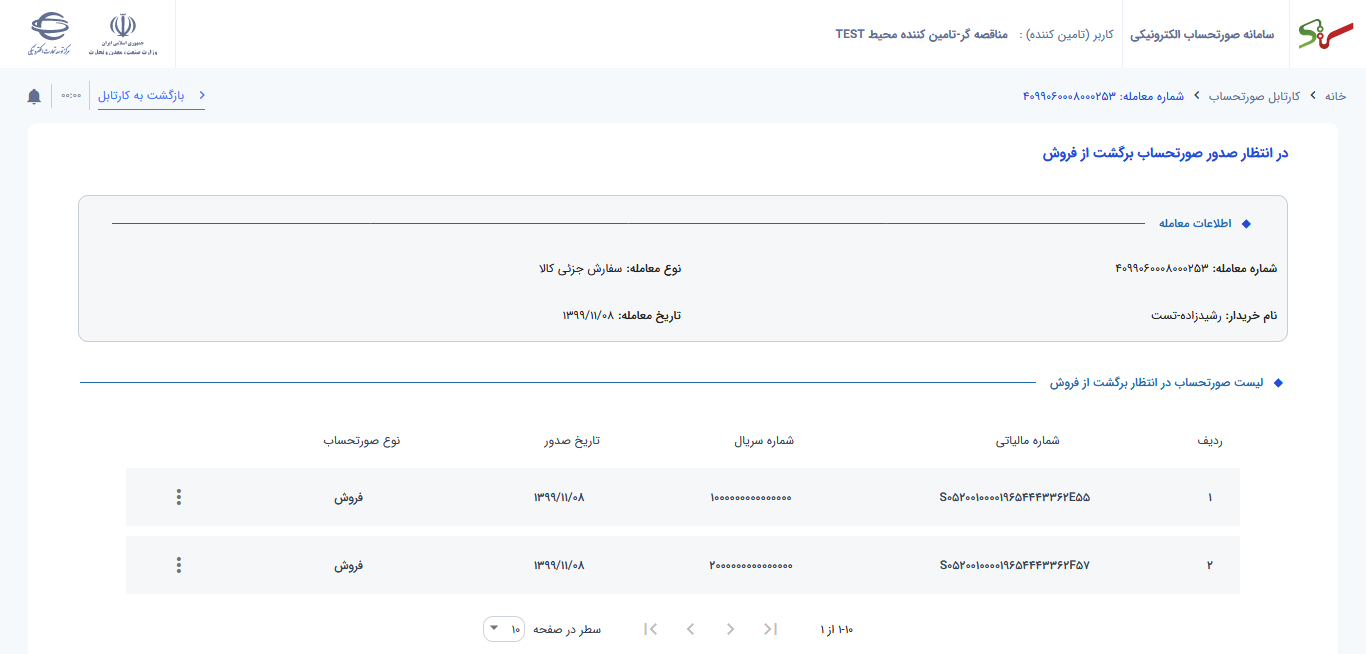 سامانه صورتحساب الکترونیکی
کاربر (تامین کننده) : مناقصه گر-تامین کننده محیط TEST
جمهوری اسلامی ایران
وزارت صنعت، معدن و تجارت
مرکز توسعه تجارت الکترونیکی
خانه > کارتابل صورتحساب > شماره معامله: ۴۰۹۹۰۶۰۰۰۸۰۰۰۲۵۳
بازگشت به کارتابل
۰۰:۰۰
در انتظار صدور صورتحساب برگشت از فروش
اطلاعات معامله
شماره معامله: ۴۰۹۹۰۶۰۰۰۸۰۰۰۲۵۳ نوع معامله: سفارش جزئی کالا
نام خریدار: رشیدزاده-تست تاریخ معامله: ۱۳۹۹/۱۱/۰۸
لیست صورتحساب در انتظار برگشت از فروش
ردیف شماره مالیاتی شماره سریال تاریخ صدور نوع صورتحساب
۱ S۰۵۲۰۰۱۰۰۰۰۱۹۶۵۴۴۴۳۳۶۲E۵۵ ۱۰۰۰۰۰۰۰۰۰۰۰۰۰۰ ۱۳۹۹/۱۱/۰۸ فروش
۲ S۰۵۲۰۰۱۰۰۰۰۱۹۶۵۴۴۴۳۳۶۲F۵۷ ۲۰۰۰۰۰۰۰۰۰۰۰۰۰۰ ۱۳۹۹/۱۱/۰۸ فروش
۱-۱۰ از ۱
سطر در صفحه ۱۰